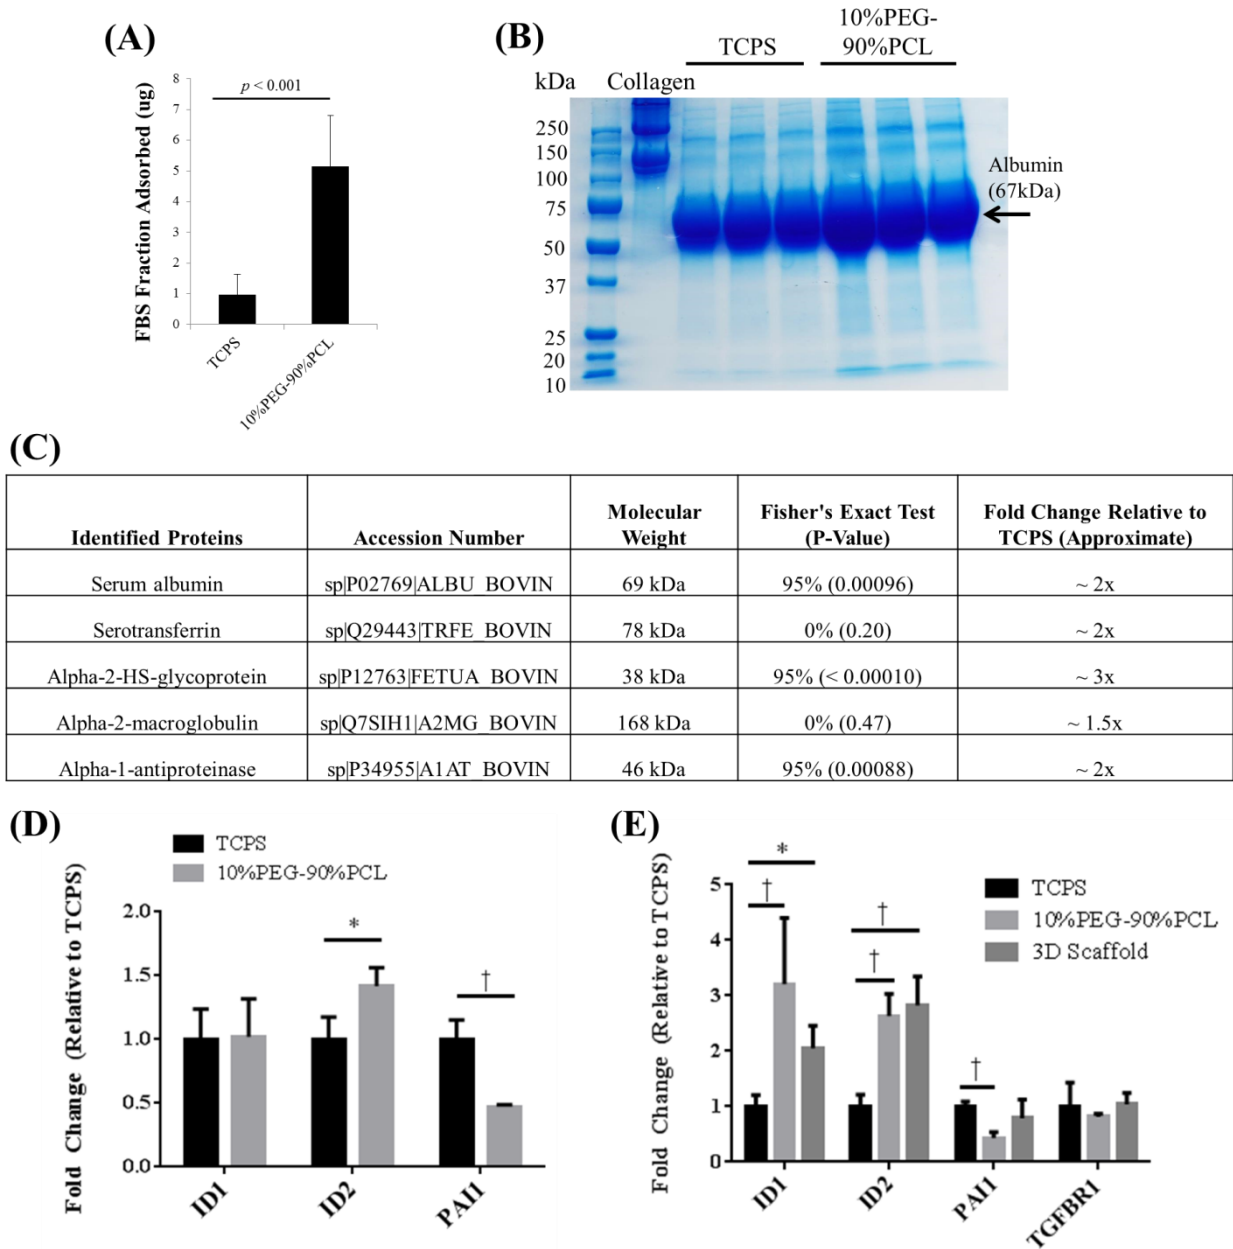 (A)
8
7
6
5
4
3
2
1
0
FBS Fraction Adsorbed (ug)
p < 0.001
TCPS
10%PEG-90%PCL
(B)
TCPS
10%PEG-
90%PCL
kDa
Collagen
250
150
100
75
50
37
25
20
10
Albumin
(67kDa)
(C)
Identified Proteins
Accession Number
Molecular
Weight
Fisher's Exact Test
(P-Value)
Fold Change Relative to
TCPS (Approximate)
Serum albumin
sp|P02769|ALBU_BOVIN
69 kDa
95% (0.00096)
~ 2x
Serotransferrin
sp|Q29443|TRFE_BOVIN
78 kDa
0% (0.20)
~ 2x
Alpha-2-HS-glycoprotein
sp|P12763|FETUA_BOVIN
38 kDa
95% (< 0.00010)
~ 3x
Alpha-2-macroglobulin
sp|Q7SIH1|A2MG_BOVIN
168 kDa
0% (0.47)
~ 1.5x
Alpha-1-antiproteinase
sp|P34955|A1AT_BOVIN
46 kDa
95% (0.00088)
~ 2x
(D)
TCPS
10%PEG-90%PCL
Fold Change (Relative to TCPS)
2.0
1.5
1.0
0.5
0.0
*
†
ID1
ID2
PAI1
(E)
TCPS
10%PEG-90%PCL
3D Scaffold
Fold Change (Relative to TCPS)
5
4
3
2
1
0
*
†
†
†
†
ID1
ID2
PAI1
TGFBR1